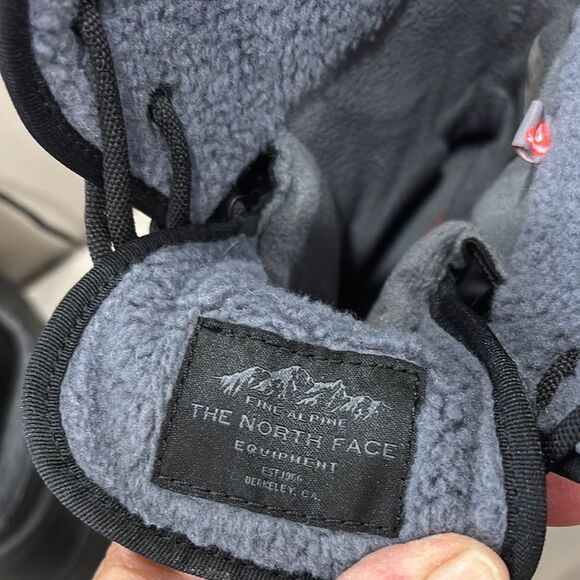 FINE ALPINE
THE NORTH FACE
EQUIPMENT
EST.1966
BERKELEY, CA.